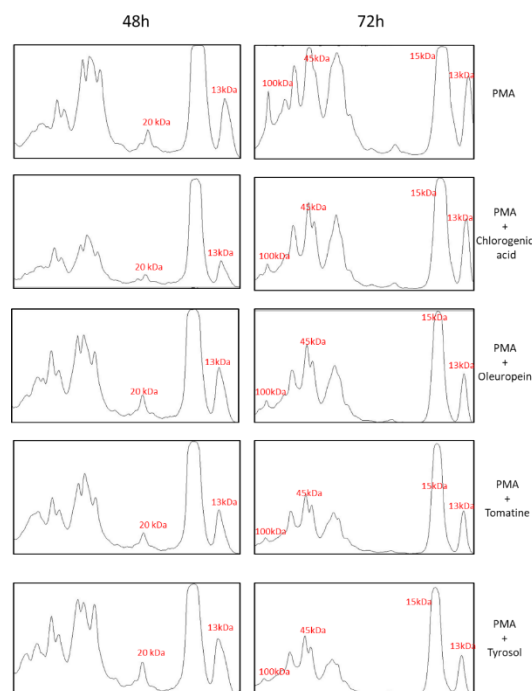 48h
72h
20 kDa
13kDa
100kDa
45kDa
15kDa
13kDa
PMA
20 kDa
13kDa
100kDa
45kDa
15kDa
13kDa
PMA
+
Chlorogenic
acid
20 kDa
13kDa
100kDa
45kDa
15kDa
13kDa
PMA
+
Oleuropein
20 kDa
13kDa
100kDa
45kDa
15kDa
13kDa
PMA
+
Tomatine
20 kDa
13kDa
100kDa
45kDa
15kDa
13kDa
PMA
+
Tyrosol